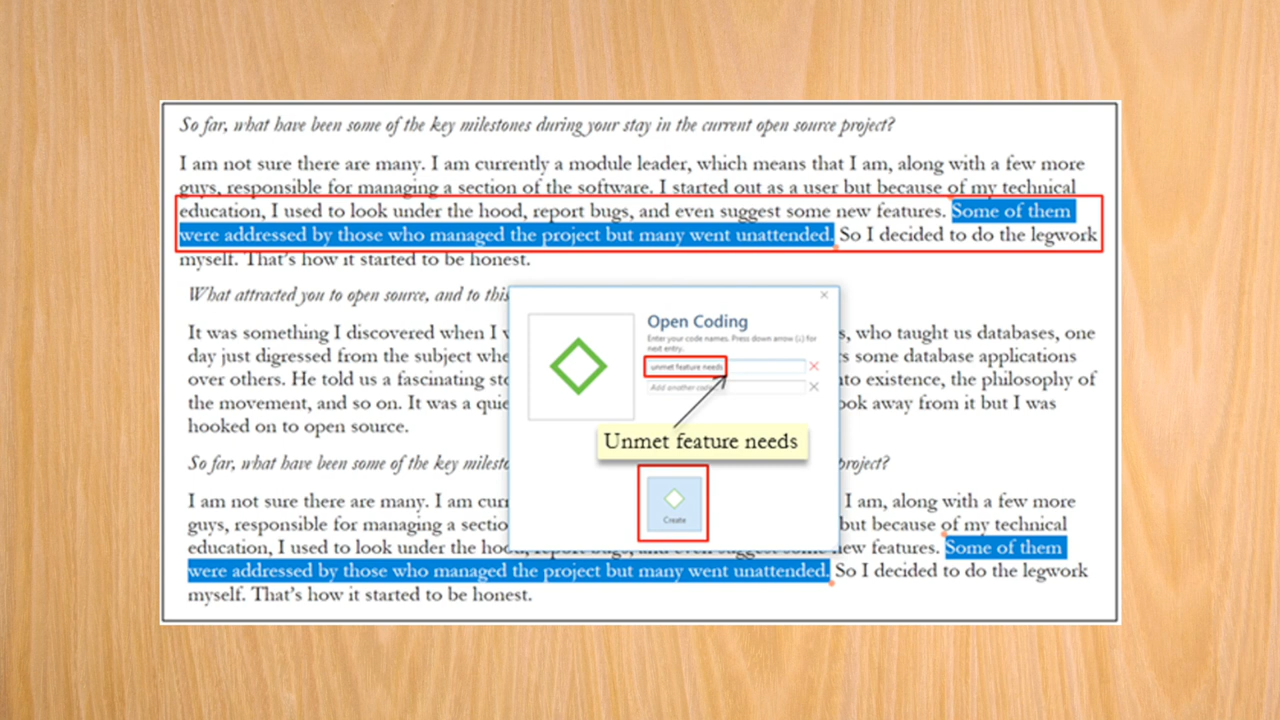 So far, what have been some of the key milestones during your stay in the current open source project?
I am not sure there are many. I am currently a module leader, which means that I am, along with a few more
guys, responsible for managing a section of the software. I started out as a user but because of my technical
education, I used to look under the hood, report bugs, and even suggest some new features. Some of them
were addressed by those who managed the project but many went unattended. So I decided to do the legwork
myself. That's how it started to be honest.
What attracted you to open source, and to this
It was something I discovered when I
s, who taught us databases, one
day just digressed from the subject
s some database applications
over others. He told us a fascinating
into existence, the philosophy of
the movement, and so on. It was a
look away from it but I was
hooked on to open source.
So far, what have been some of the key
project?
I am not sure there are many. I am
I am, along with a few more
guys, responsible for managing a
but because of my technical
education, I used to look under the hood, report bugs, and even suggest some new features. Some of them
were addressed by those who managed the project but many went unattended. So I decided to do the legwork
myself. That's how it started to be honest.
Open Coding
Enter your code names. Press down arrow (↓) for
next entry.
unmet feature needs
Add another code
Unmet feature needs
Create